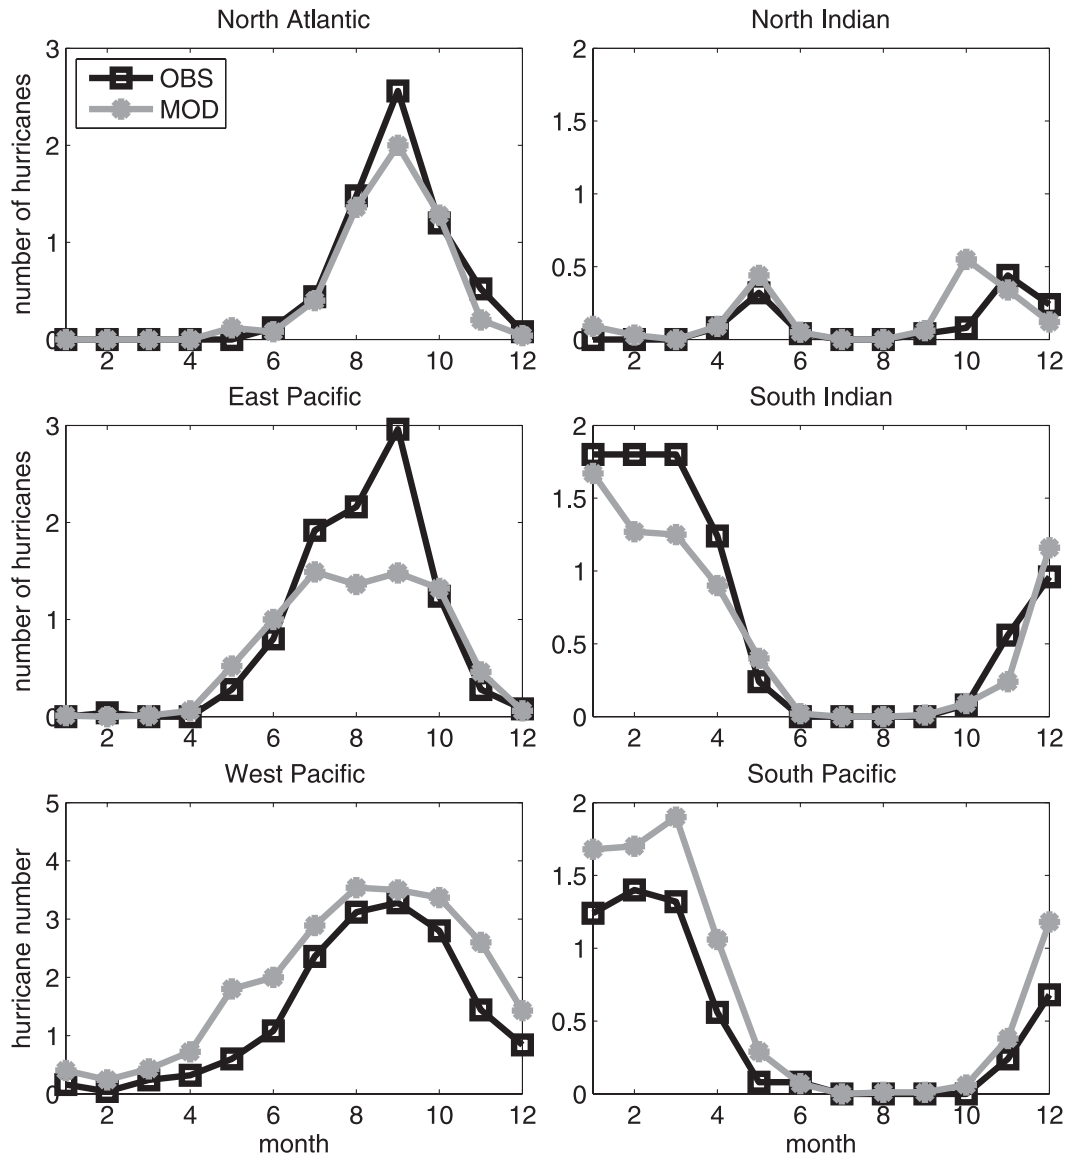 North Atlantic
3
2
1
0
number of hurricanes
OBS
MOD
2 4 6 8 10 12
North Indian
2
1.5
1
0.5
0
2 4 6 8 10 12
East Pacific
3
2
1
0
number of hurricanes
2 4 6 8 10 12
South Indian
2
1.5
1
0.5
0
2 4 6 8 10 12
West Pacific
5
4
3
2
1
0
hurricane number
2 4 6 8 10 12
month
South Pacific
2
1.5
1
0.5
0
2 4 6 8 10 12
month